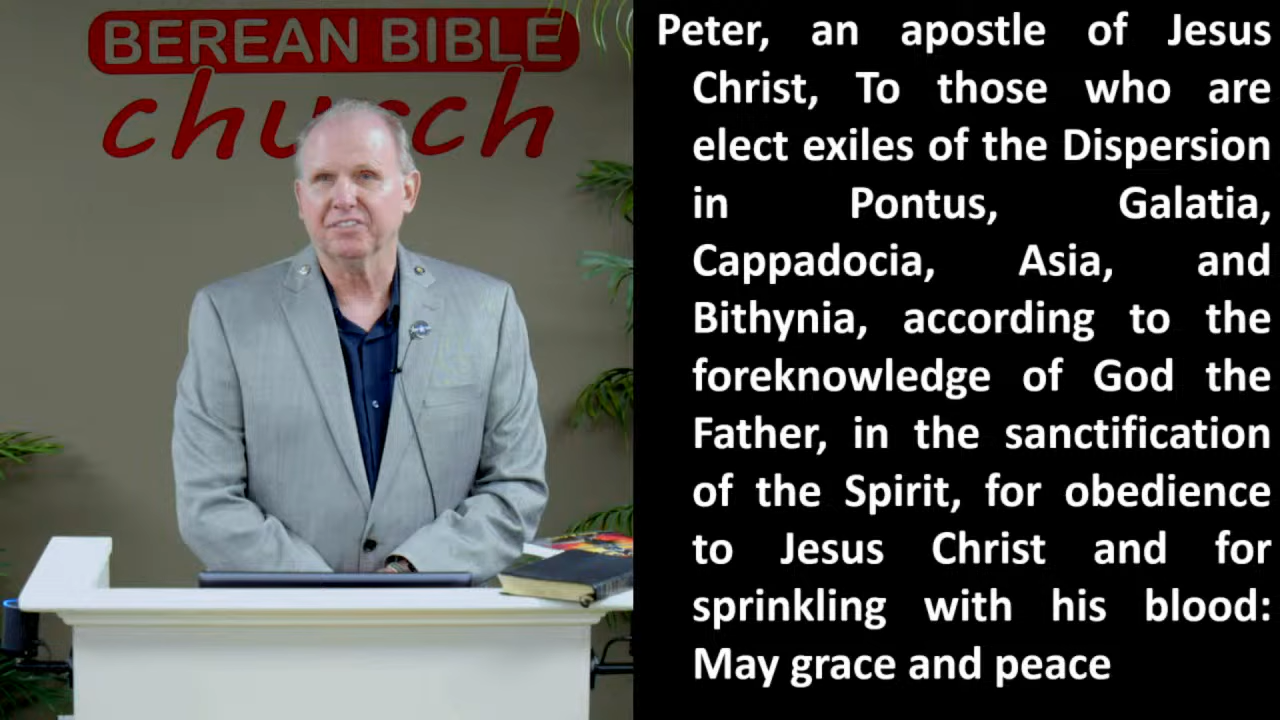 BEREAN BIBLE
church
Peter, an apostle of Jesus
Christ, To those who are
elect exiles of the Dispersion
in Pontus, Galatia,
Cappadocia, Asia, and
Bithynia, according to the
foreknowledge of God the
Father, in the sanctification
of the Spirit, for obedience
to Jesus Christ and for
sprinkling with his blood:
May grace and peace